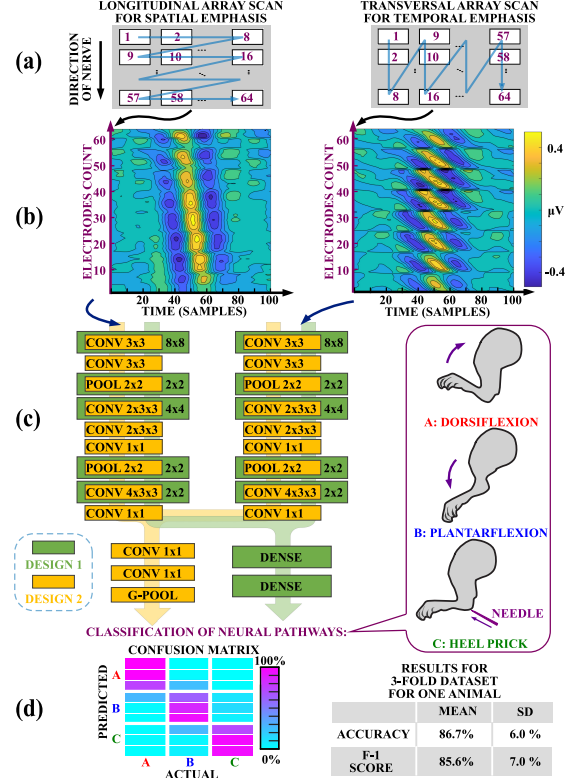 LONGITUDINAL ARRAY SCAN
FOR SPATIAL EMPHASIS
TRANSVERSAL ARRAY SCAN
FOR TEMPORAL EMPHASIS
(a)
DIRECTION
OF NERVE
1 2 8
9 10 ... 16
57 58 ... 64
1 9 57
2 10 ... 58
8 16 ... 64
(b)
ELECTRODES COUNT
60
50
40
30
20
10
20 40 60 80 100
TIME (SAMPLES)
ELECTRODES COUNT
60
50
40
30
20
10
20 40 60 80 100
TIME (SAMPLES)
0.4
µV
-0.4
(c)
CONV 3x3 8x8
CONV 3x3
POOL 2x2 2x2
CONV 2x3x3 4x4
CONV 2x3x3
CONV 1x1
POOL 2x2 2x2
CONV 4x3x3 2x2
CONV 1x1
CONV 3x3 8x8
CONV 3x3
POOL 2x2 2x2
CONV 2x3x3 4x4
CONV 2x3x3
CONV 1x1
POOL 2x2 2x2
CONV 4x3x3 2x2
CONV 1x1
A: DORSIFLEXION
B: PLANTARFLEXION
NEEDLE
C: HEEL PRICK
DESIGN 1
DESIGN 2
CONV 1x1
CONV 1x1
G-POOL
DENSE
DENSE
CLASSIFICATION OF NEURAL PATHWAYS:
(d)
CONFUSION MATRIX
PREDICTED
A
B
C
A B C
ACTUAL
100%
0%
RESULTS FOR
3-FOLD DATASET
FOR ONE ANIMAL
MEAN SD
ACCURACY 86.7% 6.0 %
F-1
SCORE 85.6% 7.0 %